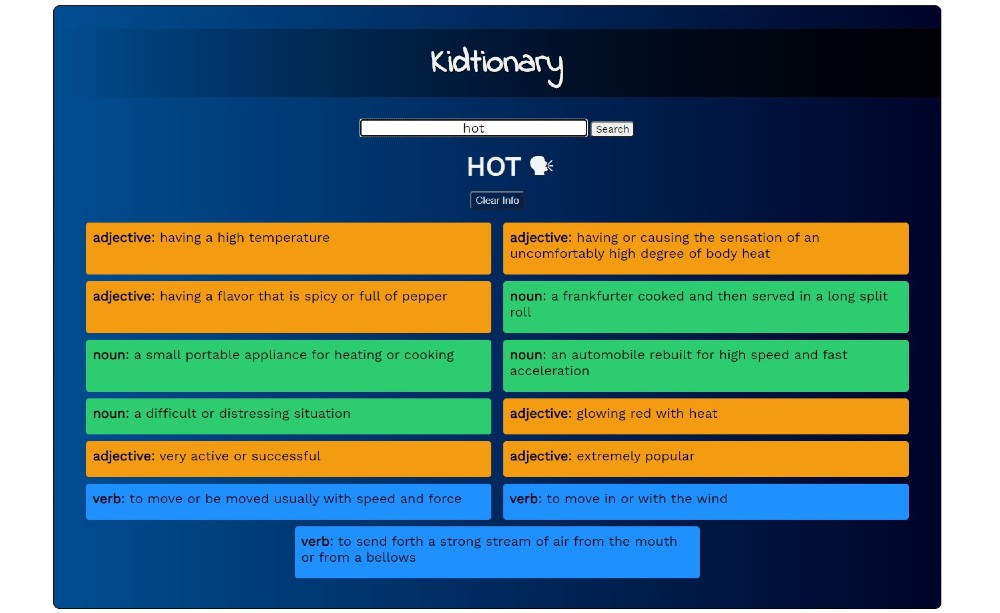 Kidtionary
hot
Search
HOT
Clear Info
adjective: having a high temperature
adjective: having or causing the sensation of an
uncomfortably high degree of body heat
adjective: having a flavor that is spicy or full of pepper
noun: a frankfurter cooked and then served in a long split
roll
noun: a small portable appliance for heating or cooking
noun: an automobile rebuilt for high speed and fast
acceleration
noun: a difficult or distressing situation
adjective: glowing red with heat
adjective: very active or successful
adjective: extremely popular
verb: to move or be moved usually with speed and force
verb: to move in or with the wind
verb: to send forth a strong stream of air from the mouth
or from a bellows